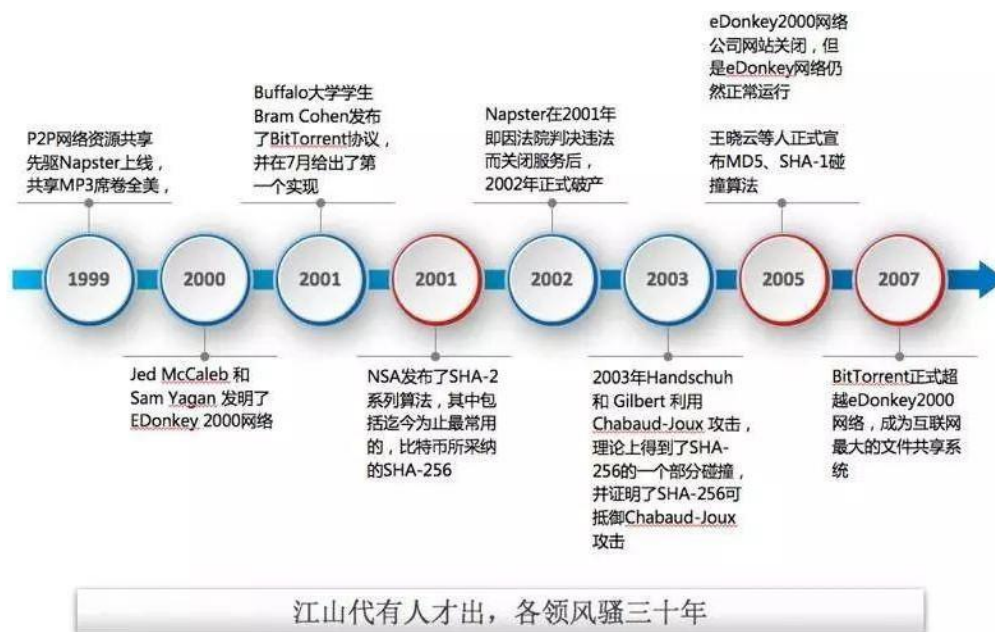 eDonkey2000网络
公司网站关闭，但
是eDonkey网络仍
然正常运行
王晓云等人正式宣
布MD5、SHA-1碰
撞算法
Buffalo大学学生
Bram Cohen发布
了BitTorrent协议，
并在7月给出了第
一个实现
Napster在2001年
即因法院判决违法
而关闭服务后，
2002年正式破产
P2P网络资源共享
先驱Napster上线，
共享MP3席卷全美，
1999
2000
2001
2001
2002
2003
2005
2007
Jed McCaleb 和
Sam Yagan 发明了
EDonkey 2000网络
NSA发布了SHA-2
系列算法，其中包
括迄今为止最常用
的，比特币所采纳
的SHA-256
2003年Handschuh
和 Gilbert 利用
Chabaud-Joux 攻击，
理论上得到了SHA-
256的一个部分碰撞，
并证明了SHA-256可
抵御Chabaud-Joux
攻击
BitTorrent正式超
越eDonkey2000
网络，成为互联网
最大的文件共享系
统
江山代有人才出，各领风骚三十年